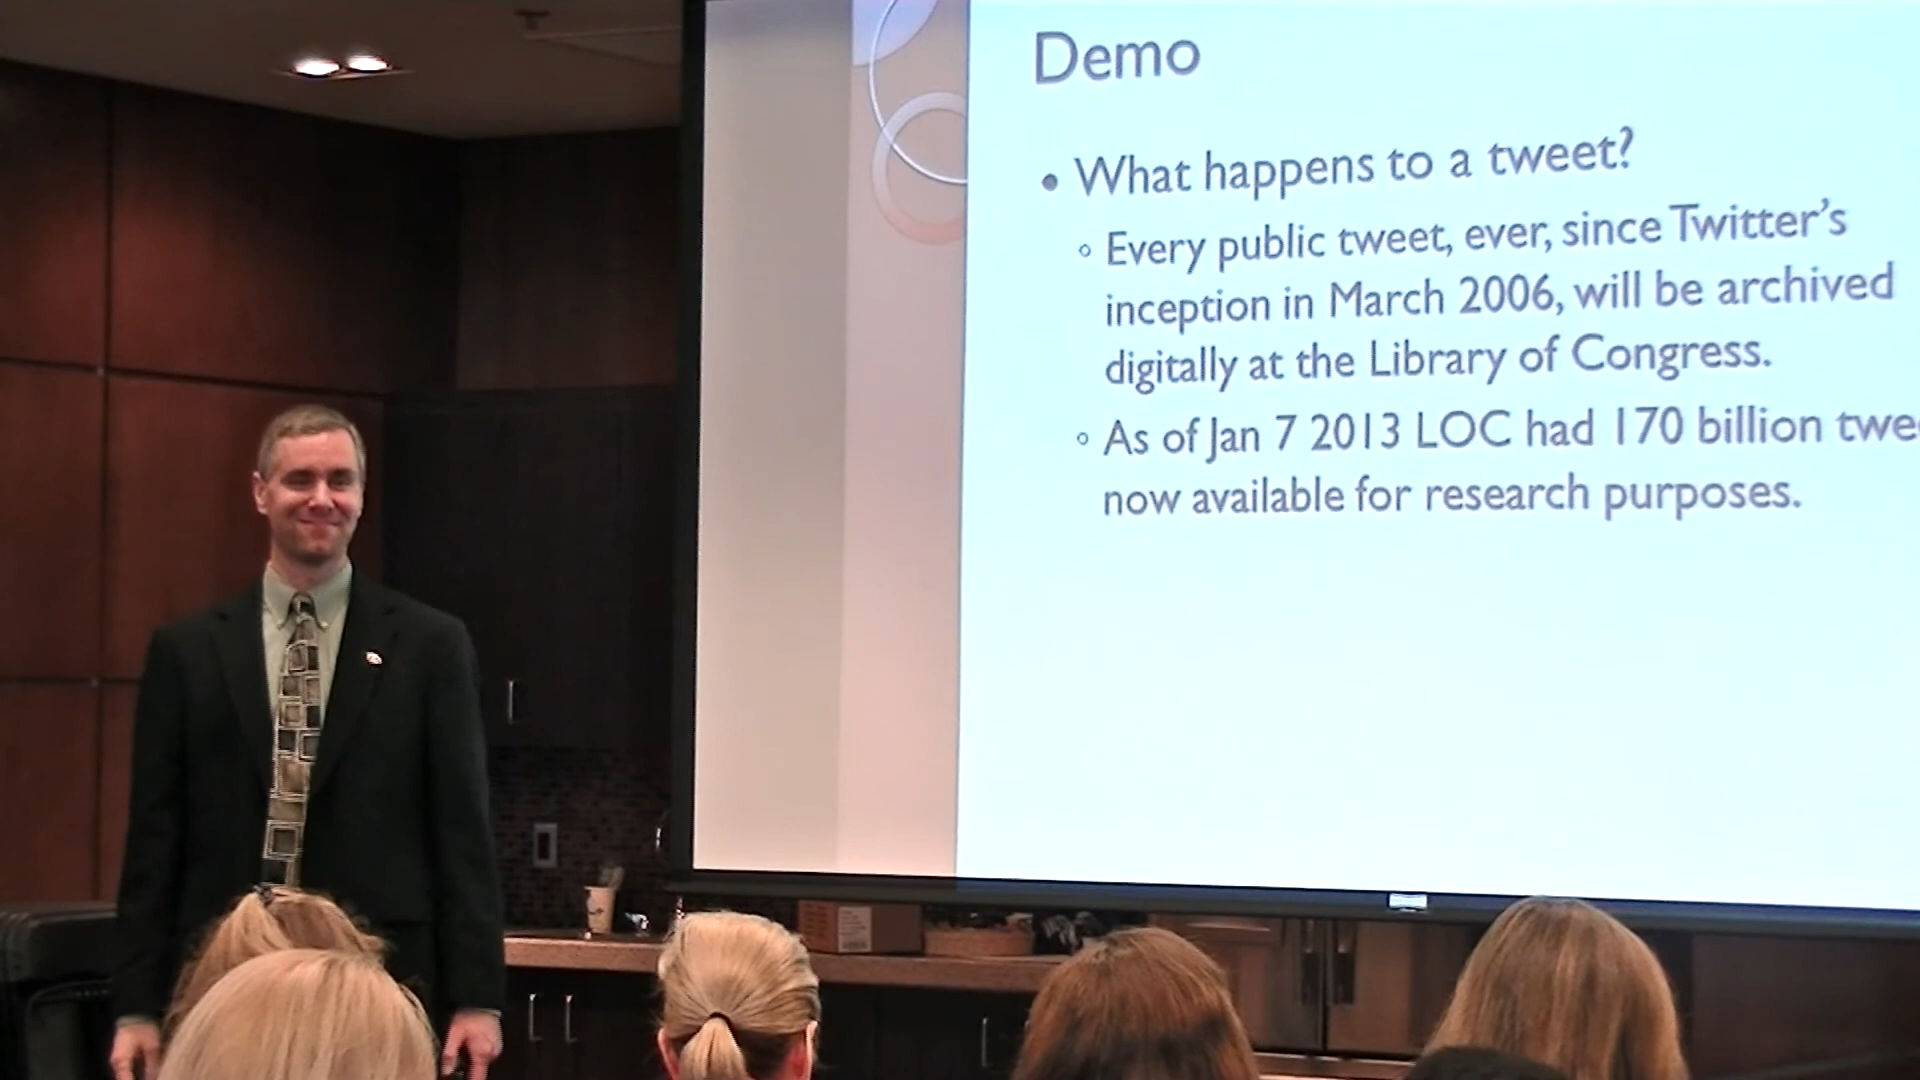 Demo
• What happens to a tweet?
◦ Every public tweet, ever, since Twitter's
inception in March 2006, will be archived
digitally at the Library of Congress.
◦ As of Jan 7 2013 LOC had 170 billion twe
now available for research purposes.